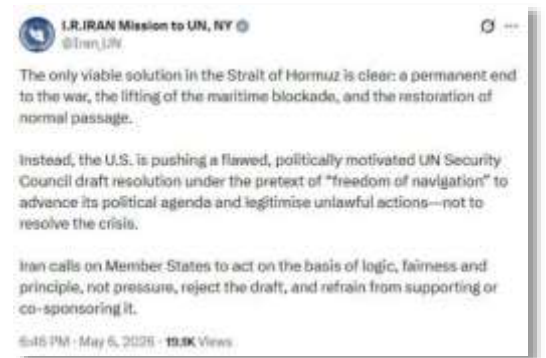 I.R.IRAN Mission to UN, NY
@Iran_UN
The only viable solution in the Strait of Hormuz is clear: a permanent end
to the war, the lifting of the maritime blockade, and the restoration of
normal passage.
Instead, the U.S. is pushing a flawed, politically motivated UN Security
Council draft resolution under the pretext of "freedom of navigation" to
advance its political agenda and legitimise unlawful actions—not to
resolve the crisis.
Iran calls on Member States to act on the basis of logic, fairness and
principle, not pressure, reject the draft, and refrain from supporting or
co-sponsoring it.
6:46 PM · May 6, 2026 · 19.1K Views